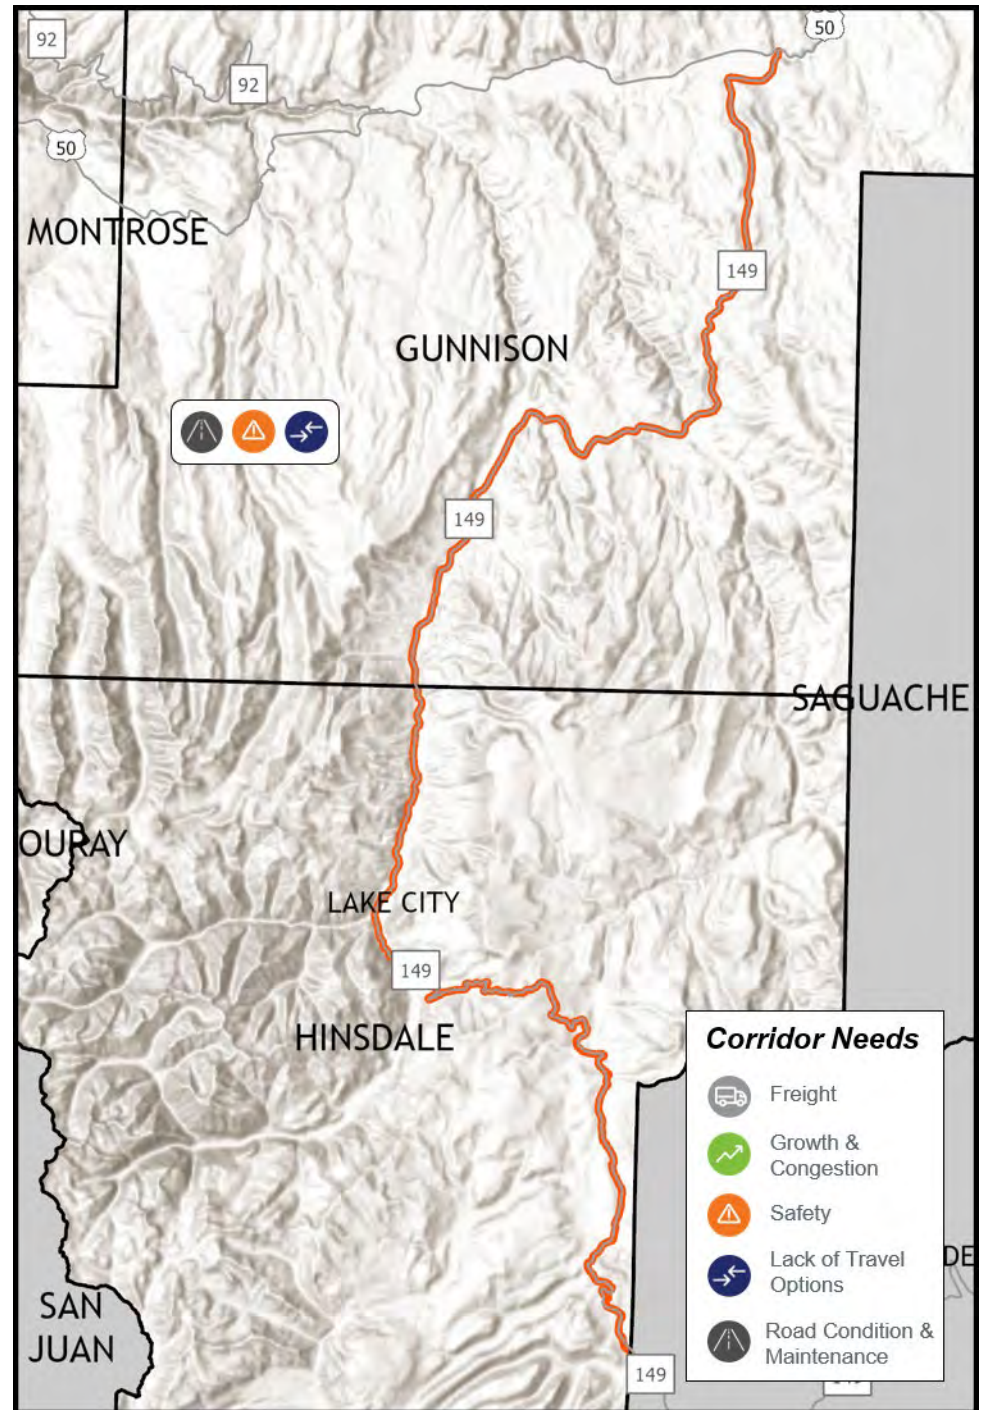 50
92
92
50
MONTROSE
149
GUNNISON
149
SAGUACHE
OURAY
LAKE CITY
149
HINSDALE
Corridor Needs
Freight
Growth &
Congestion
Safety
Lack of Travel
Options
DE
SAN
JUAN
Road Condition &
Maintenance
149